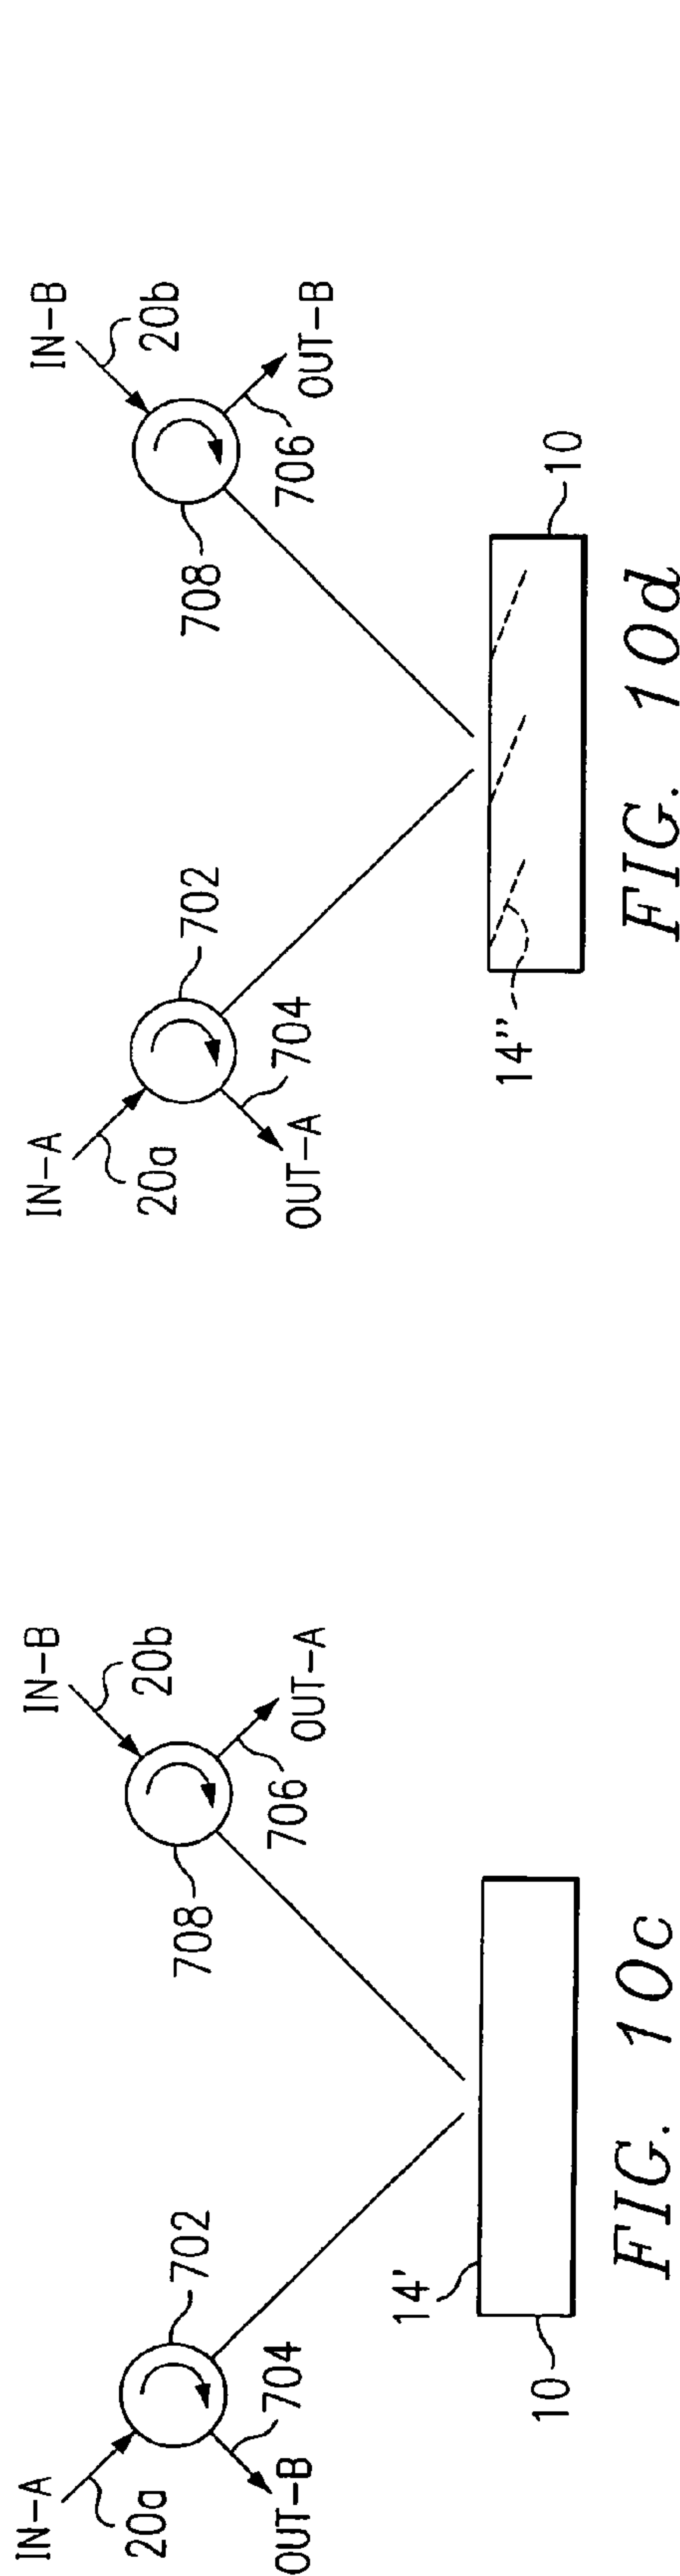 IN-A
20a
702
704
OUT-B
IN-B
20b
708
706
OUT-A
14'
10
FIG. 10c
IN-A
20a
702
704
OUT-A
IN-B
20b
708
706
OUT-B
14''
10
FIG. 10d